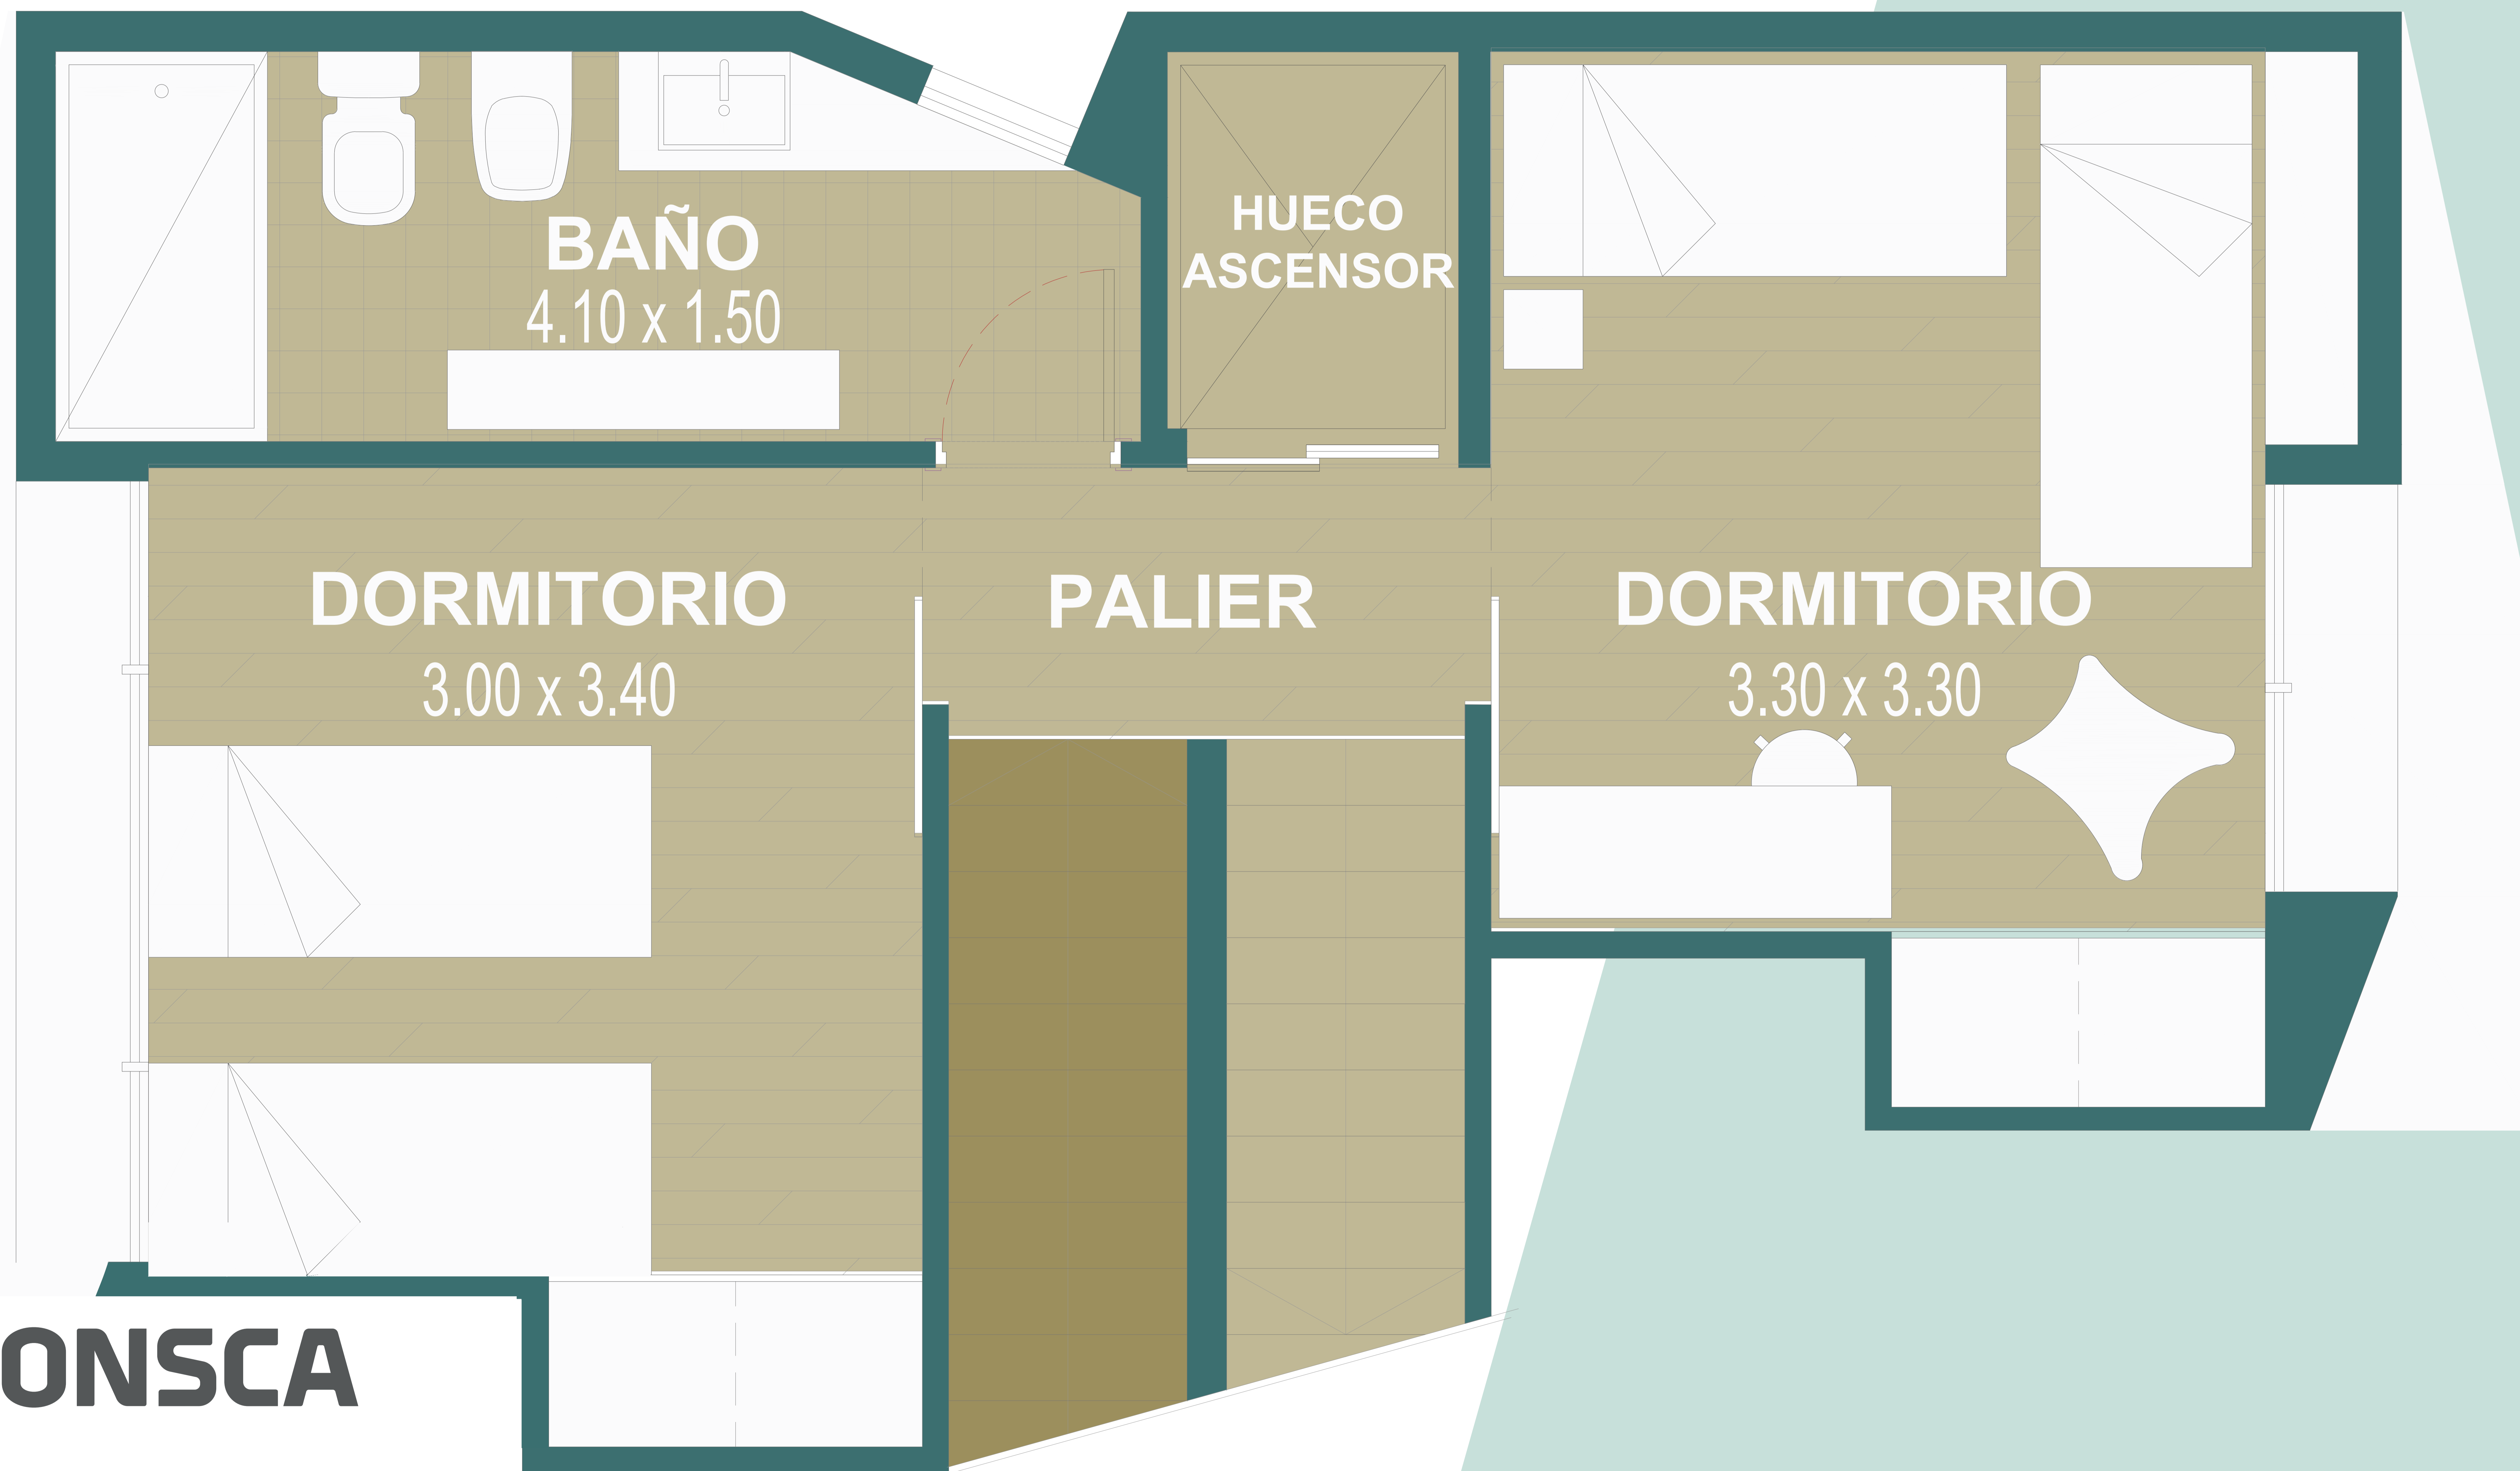 BAÑO
4.10 x 1.50
HUECO
ASCENSOR
DORMITORIO
3.00 x 3.40
PALIER
DORMITORIO
3.30 x 3.30
ONSCA